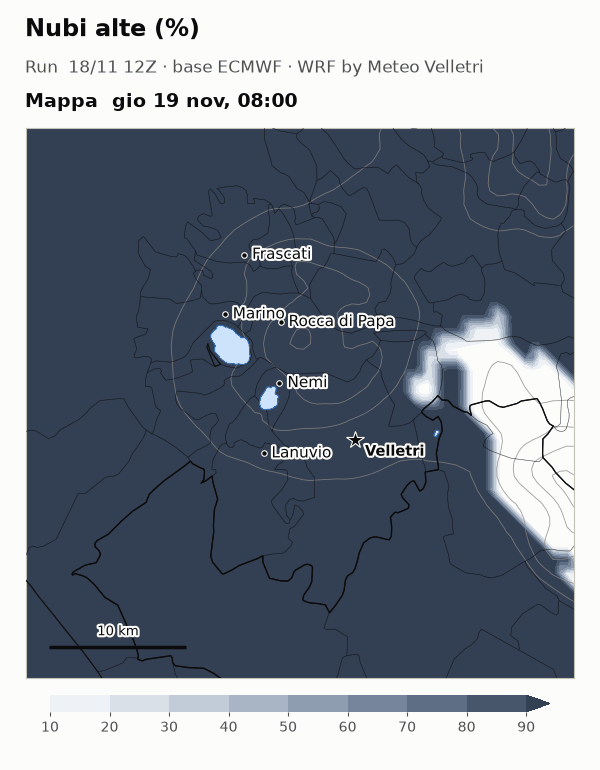 Nubi alte (%)
Run  18/11 12Z · base ECMWF · WRF by Meteo Velletri
Mappa  gio 19 nov, 08:00
Frascati
Marino
Rocca di Papa
Nemi
Velletri
Lanuvio
10 km
10 20 30 40 50 60 70 80 90